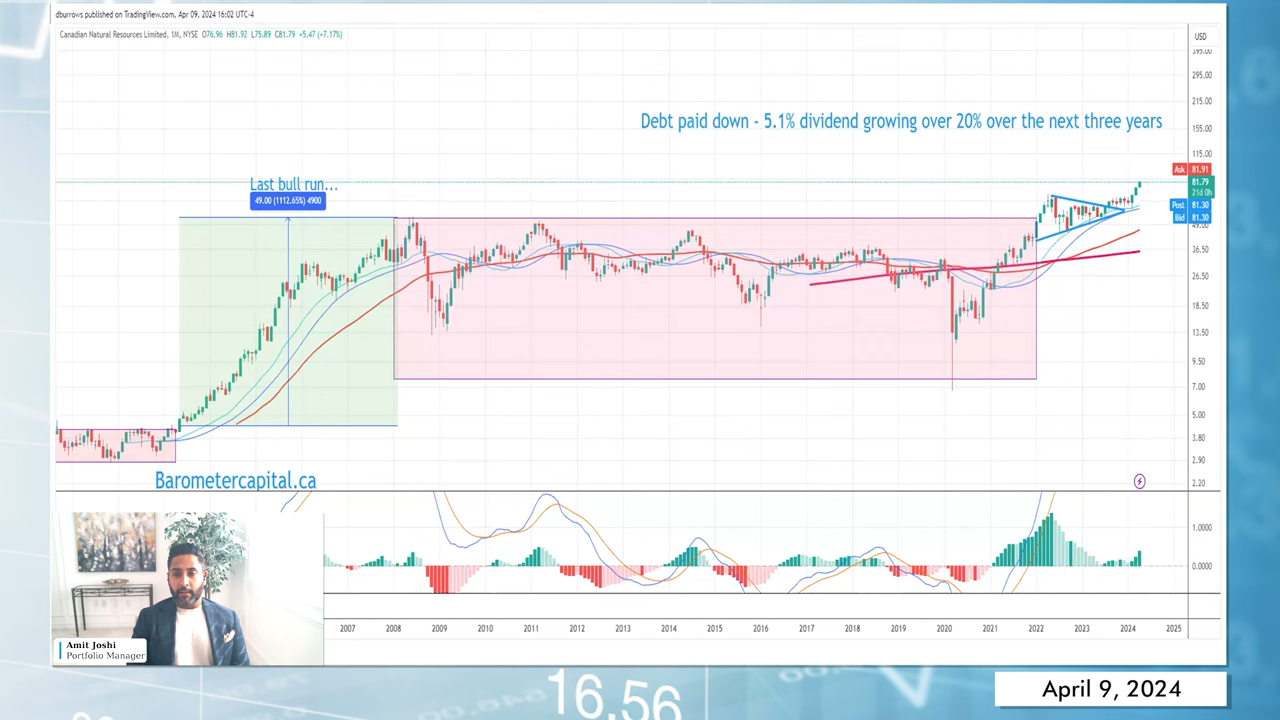 dburrows published on TradingView.com, Apr 09, 2024 16:02 UTC-4
Canadian Natural Resources Limited, 1M, NYSE O76.96 H81.92 L75.89 C81.79 +5.47 (+7.17%)
USD
395.00
295.00
215.00
Debt paid down - 5.1% dividend growing over 20% over the next three years
155.00
115.00
Ask 81.91
Last bull run...
81.79
21d 0h
49.00 (1112.65%) 4900
Post 81.30
Bid 81.30
49.00
36.50
26.50
18.50
13.50
9.50
7.00
5.00
3.80
2.90
2.20
Barometercapital.ca
1.0000
0.0000
2007 2008 2009 2010 2011 2012 2013 2014 2015 2016 2017 2018 2019 2020 2021 2022 2023 2024 2025
Amit Joshi
Portfolio Manager
16.56
April 9, 2024